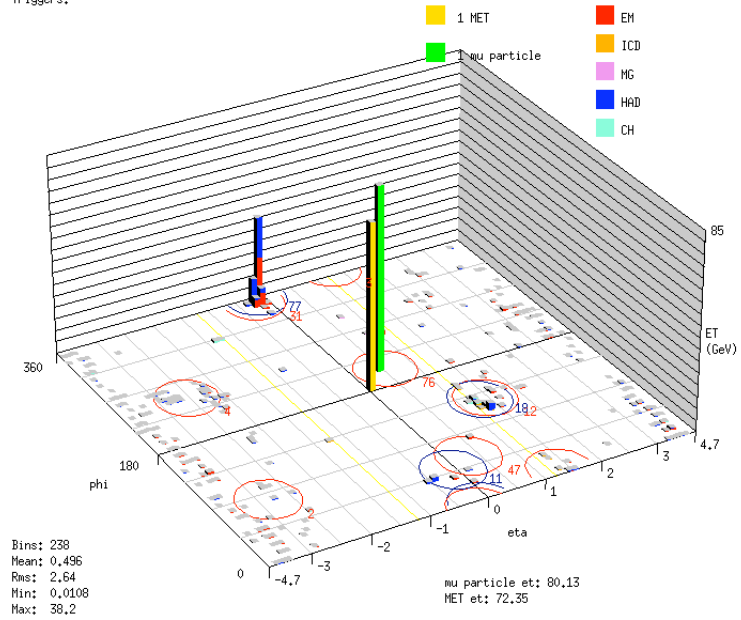 Triggers:
1 MET
1 mu particle
EM
ICD
MG
HAD
CH
85
ET
(GeV)
360
180
phi
0
77
51
3
76
4
18
12
2
47
11
-4.7
-3
-2
-1
0
1
2
3
4.7
eta
Bins: 238
Mean: 0.496
Rms: 2.64
Min: 0.0108
Max: 38.2
mu particle et: 80.13
MET et: 72.35